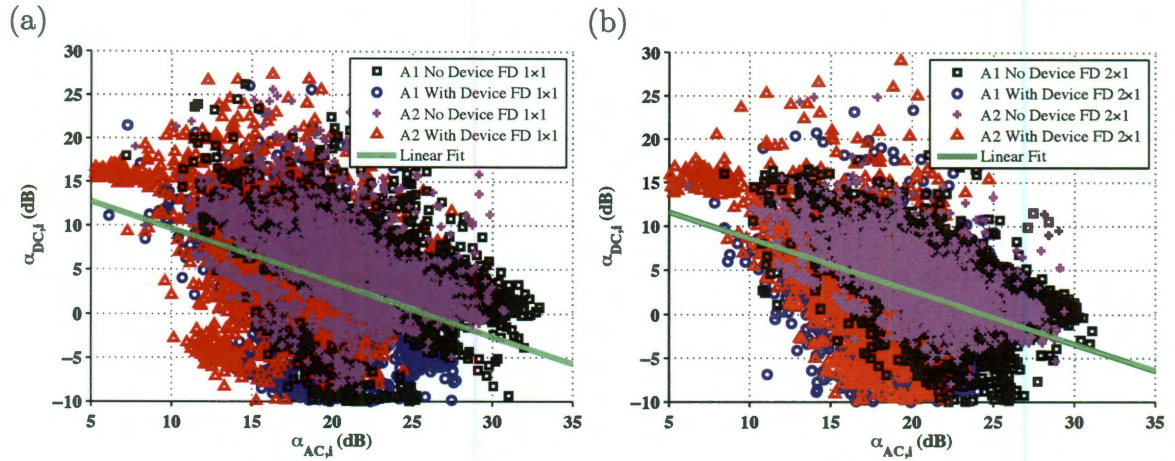 (a)
30
25
20
15
10
5
0
−5
−10
5 10 15 20 25 30 35
α_DC,i (dB)
α_AC,i (dB)
A1 No Device FD 1×1
A1 With Device FD 1×1
A2 No Device FD 1×1
A2 With Device FD 1×1
Linear Fit
(b)
30
25
20
15
10
5
0
−5
−10
5 10 15 20 25 30 35
α_DC,i (dB)
α_AC,i (dB)
A1 No Device FD 2×1
A1 With Device FD 2×1
A2 No Device FD 2×1
A2 With Device FD 2×1
Linear Fit